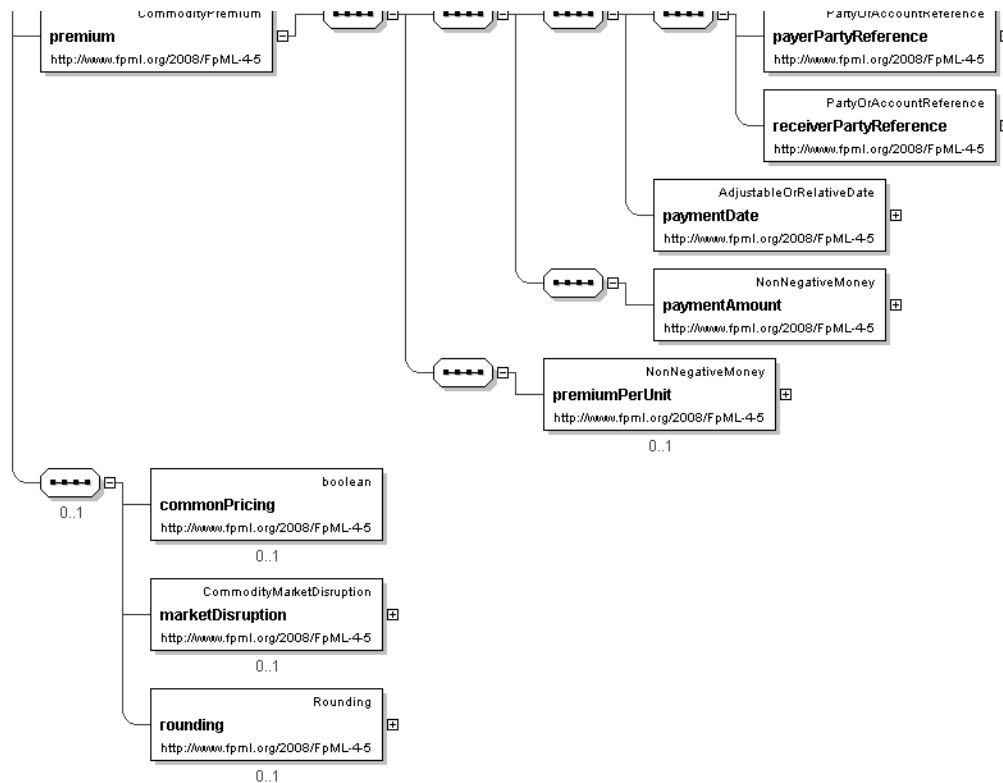 CommodityPremium
premium
http://www.fpml.org/2008/FpML-4-5
PartyOrAccountReference
payerPartyReference
http://www.fpml.org/2008/FpML-4-5
PartyOrAccountReference
receiverPartyReference
http://www.fpml.org/2008/FpML-4-5
AdjustableOrRelativeDate
paymentDate
http://www.fpml.org/2008/FpML-4-5
NonNegativeMoney
paymentAmount
http://www.fpml.org/2008/FpML-4-5
NonNegativeMoney
premiumPerUnit
http://www.fpml.org/2008/FpML-4-5
0..1
0..1
boolean
commonPricing
http://www.fpml.org/2008/FpML-4-5
0..1
CommodityMarketDisruption
marketDisruption
http://www.fpml.org/2008/FpML-4-5
0..1
Rounding
rounding
http://www.fpml.org/2008/FpML-4-5
0..1